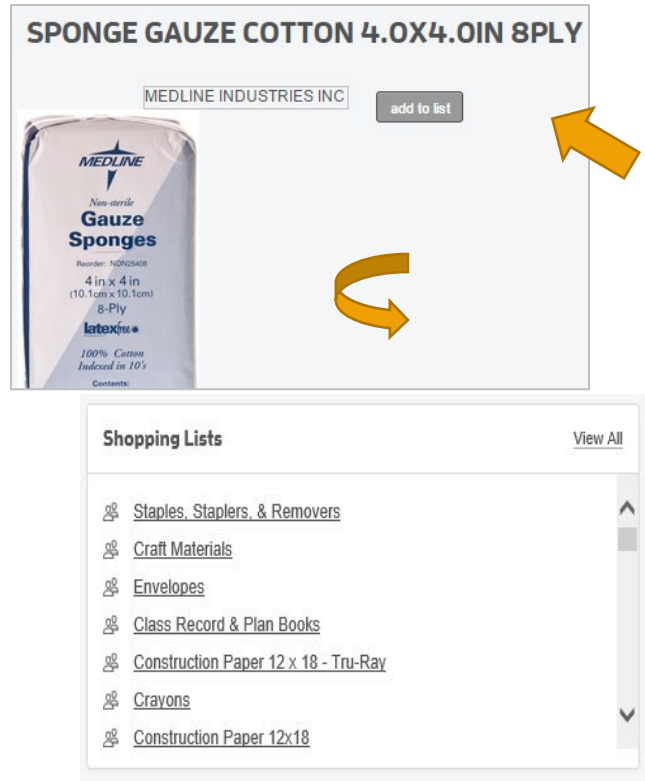 SPONGE GAUZE COTTON 4.0X4.0IN 8PLY
MEDLINE INDUSTRIES INC
add to list
MEDLINE
Non-sterile
Gauze
Sponges
Reorder: NON25408
4 in x 4 in
(10.1cm x 10.1cm)
8-Ply
latexfree
100% Cotton
Indexed in 10's
Contents:
Shopping Lists
View All
Staples, Staplers, & Removers
Craft Materials
Envelopes
Class Record & Plan Books
Construction Paper 12 x 18 - Tru-Ray
Crayons
Construction Paper 12x18